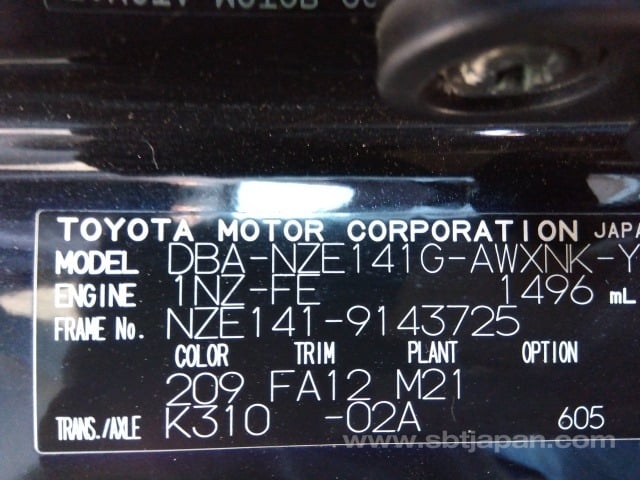 TOYOTA MOTOR CORPORATION JAPA
MODEL DBA-NZE141G-AWXNK-Y
ENGINE 1NZ-FE 1496 mL
FRAME No. NZE141-9143725
COLOR TRIM PLANT OPTION
209 FA12 M21
TRANS./AXLE K310 -02A 605
www.sbtjapan.com